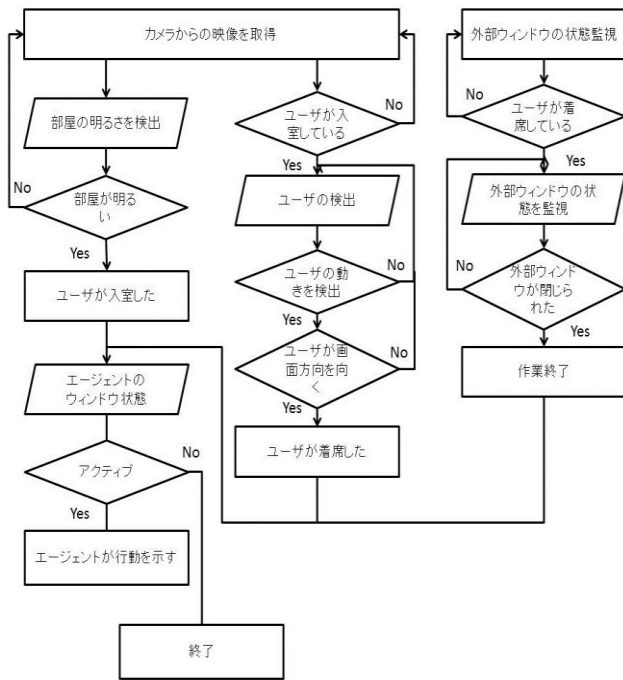 カメラからの映像を取得
部屋の明るさを検出
No
部屋が明る
い
Yes
ユーザが入室した
エージェントの
ウィンドウ状態
No
アクティブ
Yes
エージェントが行動を示す
終了
ユーザが入
室している
No
Yes
ユーザの検出
ユーザの動
きを検出
No
Yes
ユーザが画
面方向を向
く
No
Yes
ユーザが着席した
外部ウィンドウの状態監視
No
ユーザが着
席している
Yes
外部ウィンドウの状
態を監視
No
外部ウィンド
ウが閉じら
れた
Yes
作業終了